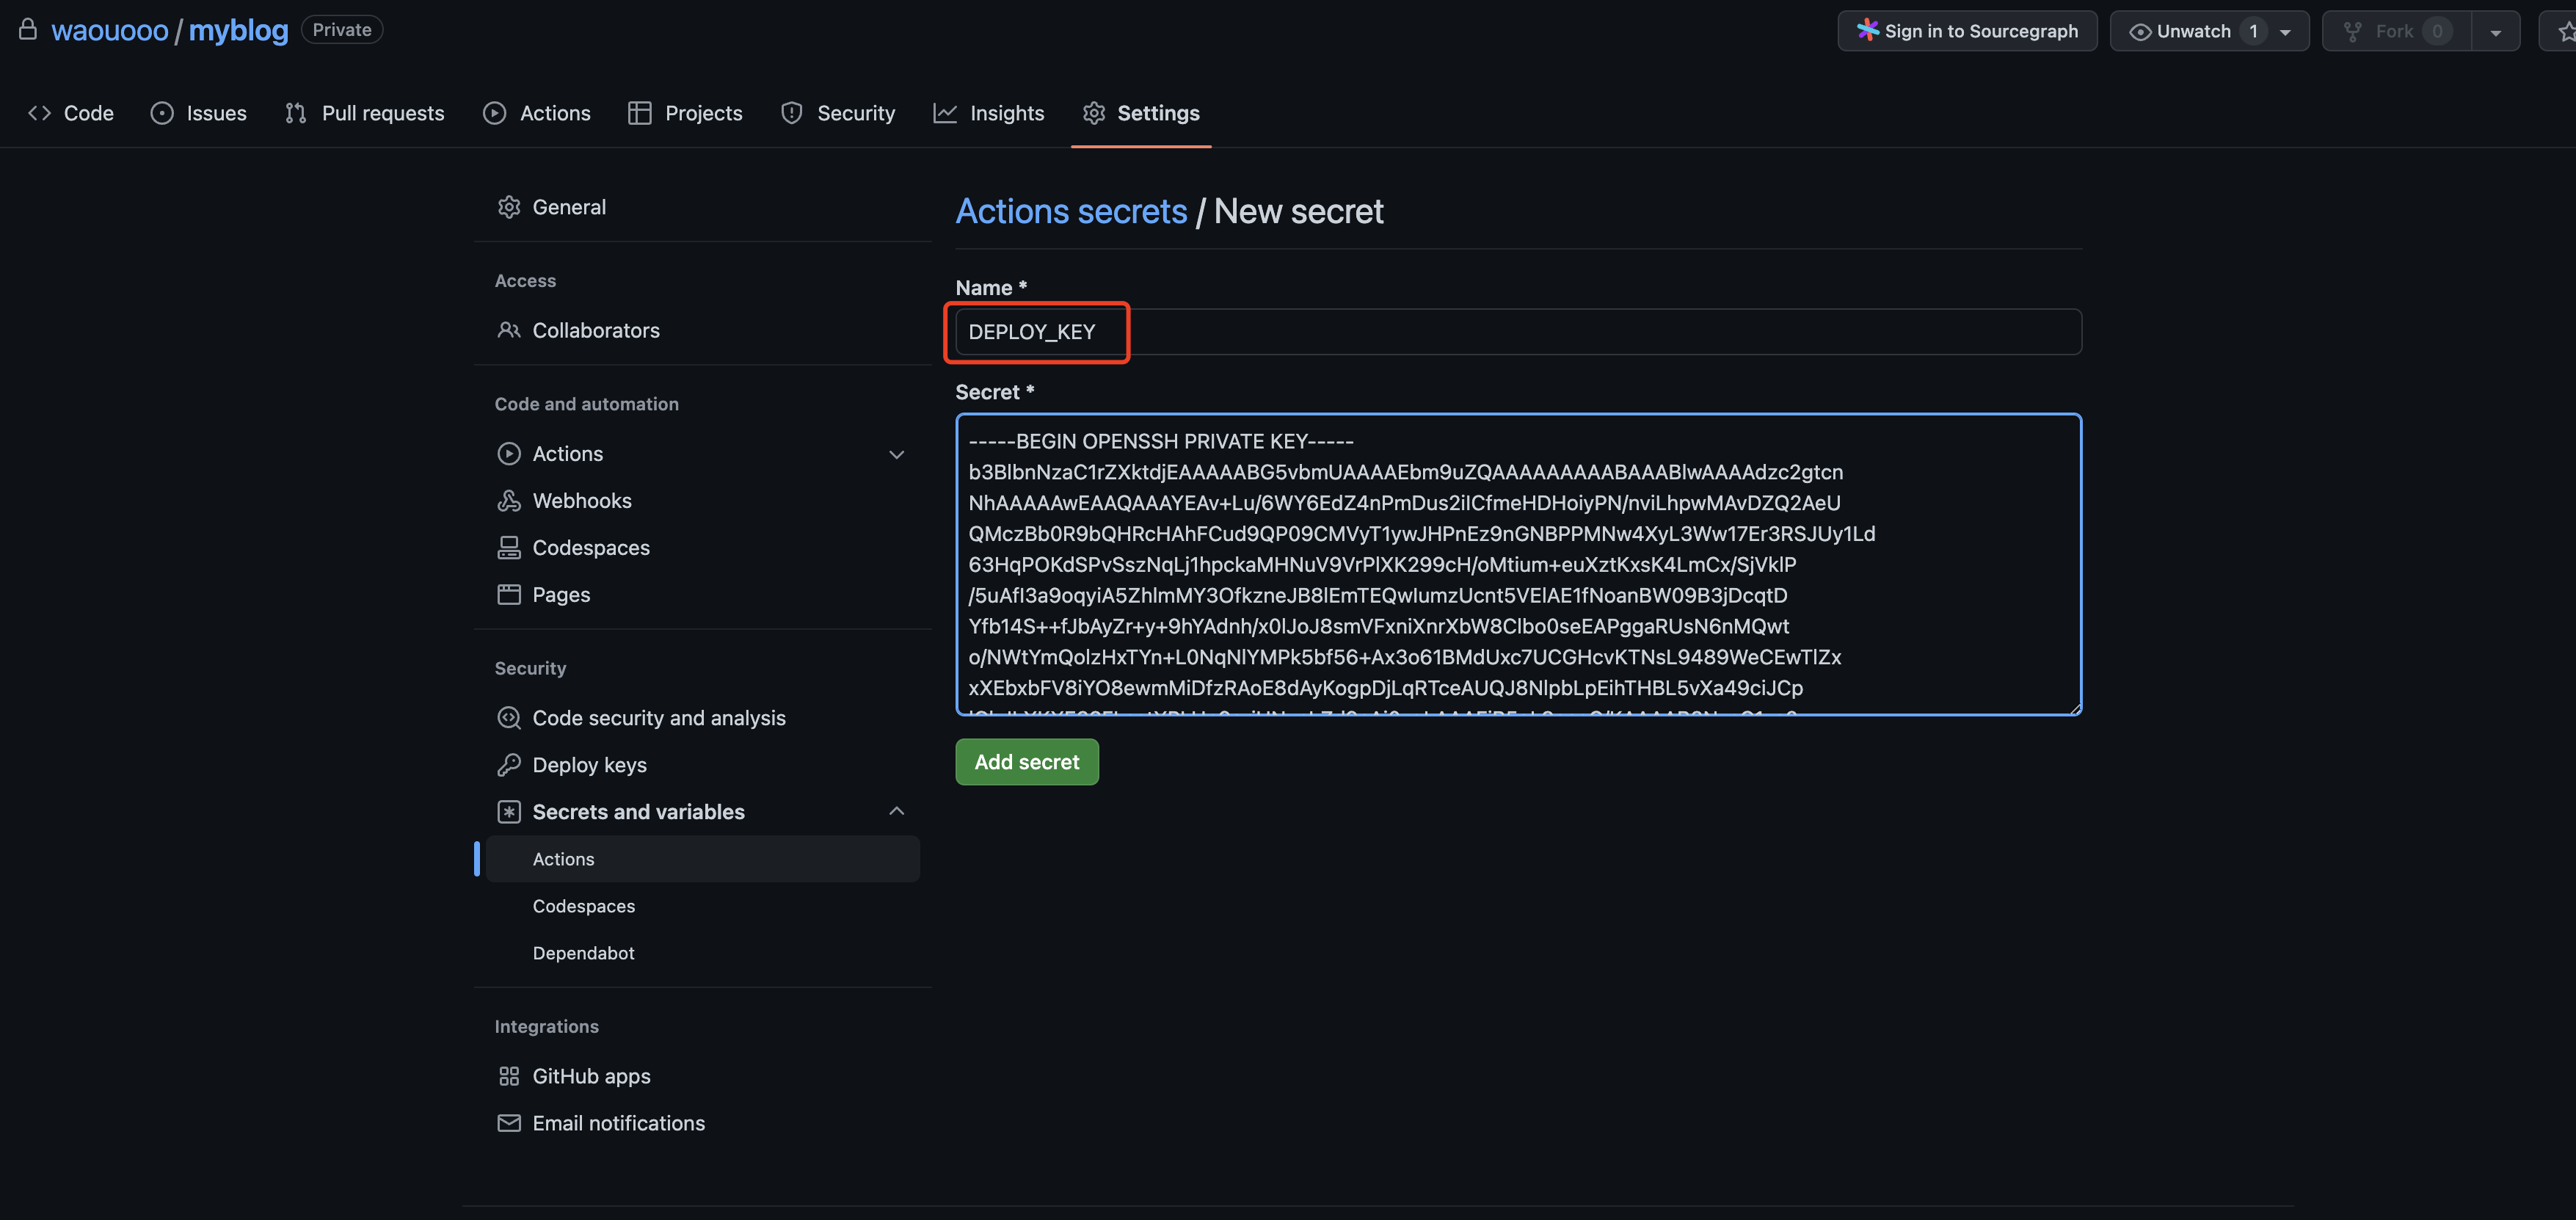 waouooo / myblog Private
Sign in to Sourcegraph
Unwatch 1
Fork 0
Code
Issues
Pull requests
Actions
Projects
Security
Insights
Settings
General
Access
Collaborators
Code and automation
Actions
Webhooks
Codespaces
Pages
Security
Code security and analysis
Deploy keys
Secrets and variables
Actions
Codespaces
Dependabot
Integrations
GitHub apps
Email notifications
Actions secrets / New secret
Name *
DEPLOY_KEY
Secret *
-----BEGIN OPENSSH PRIVATE KEY-----
b3BlbnNzaC1rZXktdjEAAAAABG5vbmUAAAAEbm9uZQAAAAAAAAABAAABlwAAAAdzc2gtcn
NhAAAAAwEAAQAAAYEAv+Lu/6WY6EdZ4nPmDus2iICfmeHDHoiyPN/nviLhpwMAvDZQ2AeU
QMczBb0R9bQHRcHAhFCud9QP09CMVyT1ywJHPnEz9nGNBPPMNw4XyL3Ww17Er3RSJUy1Ld
63HqPOKdSPvSszNqLj1hpckaMHNuV9VrPlXK299cH/oMtium+euXztKxsK4LmCx/SjVklP
/5uAfI3a9oqyiA5ZhlmMY3OfkzneJB8lEmTEQwIumzUcnt5VElAE1fNoanBW09B3jDcqtD
Yfb14S++fJbAyZr+y+9hYAdnh/x0lJoJ8smVFxniXnrXbW8Clbo0seEAPggaRUsN6nMQwt
o/NWtYmQolzHxTYn+L0NqNlYMPk5bf56+Ax3o61BMdUxc7UCGHcvKTNsL9489WeCEwTlZx
xXEbxbFV8iYO8ewmMiDfzRAoE8dAyKogpDjLqRTceAUQJ8NlpbLpEihTHBL5vXa49ciJCp
Add secret